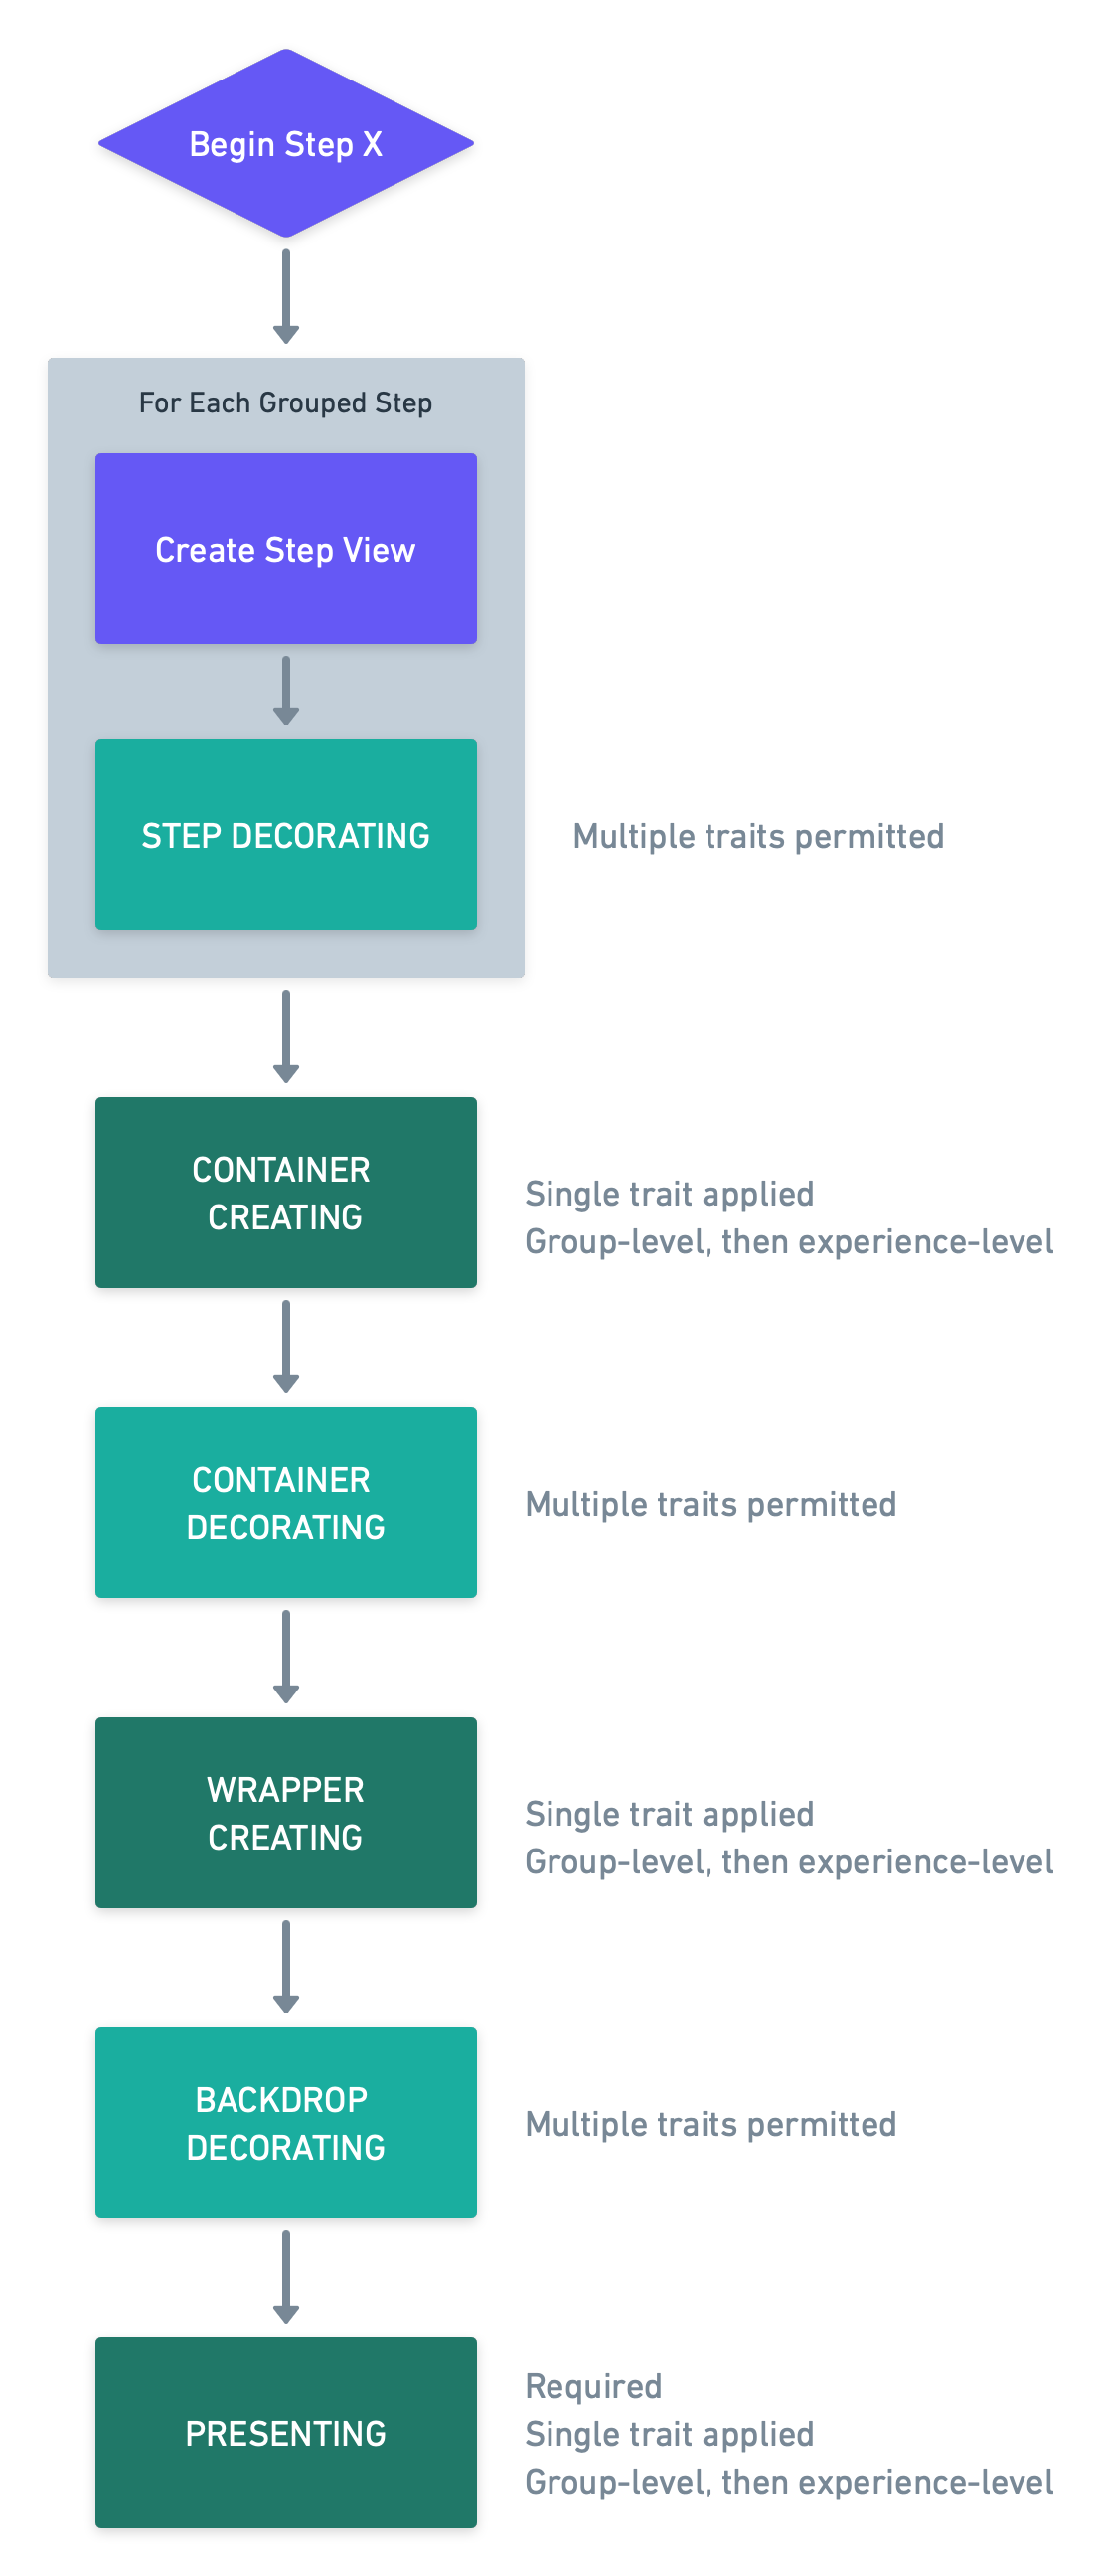 Begin Step X
For Each Grouped Step
Create Step View
STEP DECORATING
Multiple traits permitted
CONTAINER
CREATING
Single trait applied
Group-level, then experience-level
CONTAINER
DECORATING
Multiple traits permitted
WRAPPER
CREATING
Single trait applied
Group-level, then experience-level
BACKDROP
DECORATING
Multiple traits permitted
PRESENTING
Required
Single trait applied
Group-level, then experience-level